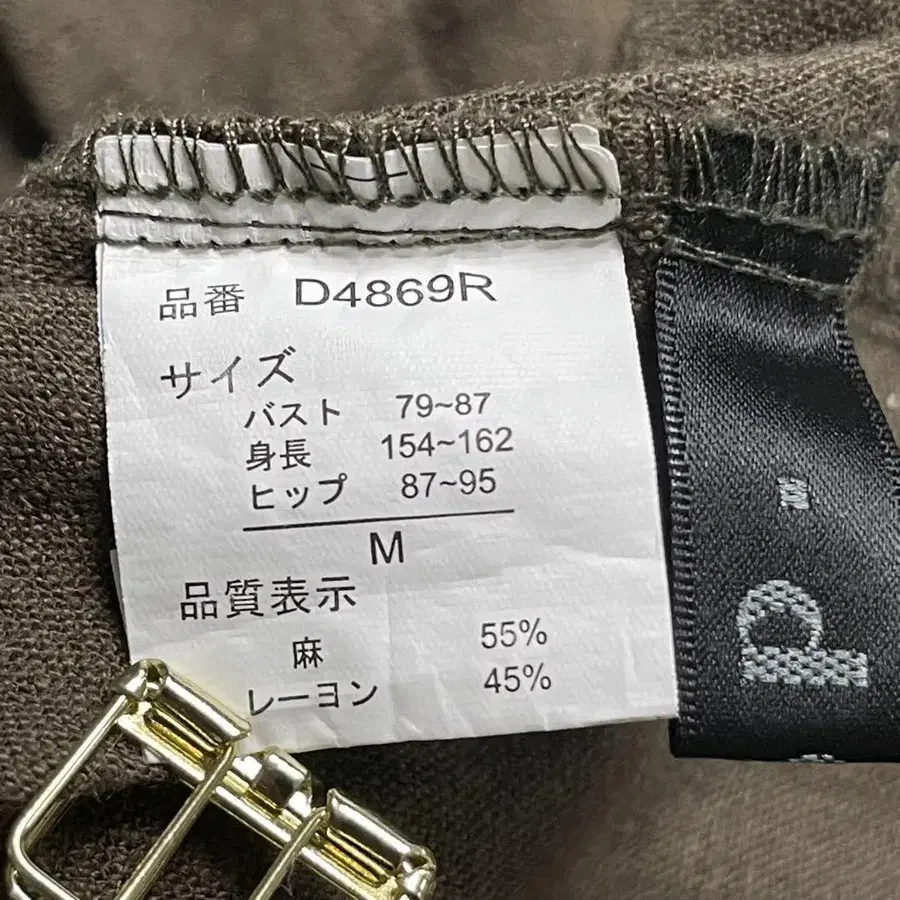 品番 D4869R
サイズ
バスト 79~87
身長 154~162
ヒップ 87~95
M
品質表示
麻 55%
レーヨン 45%